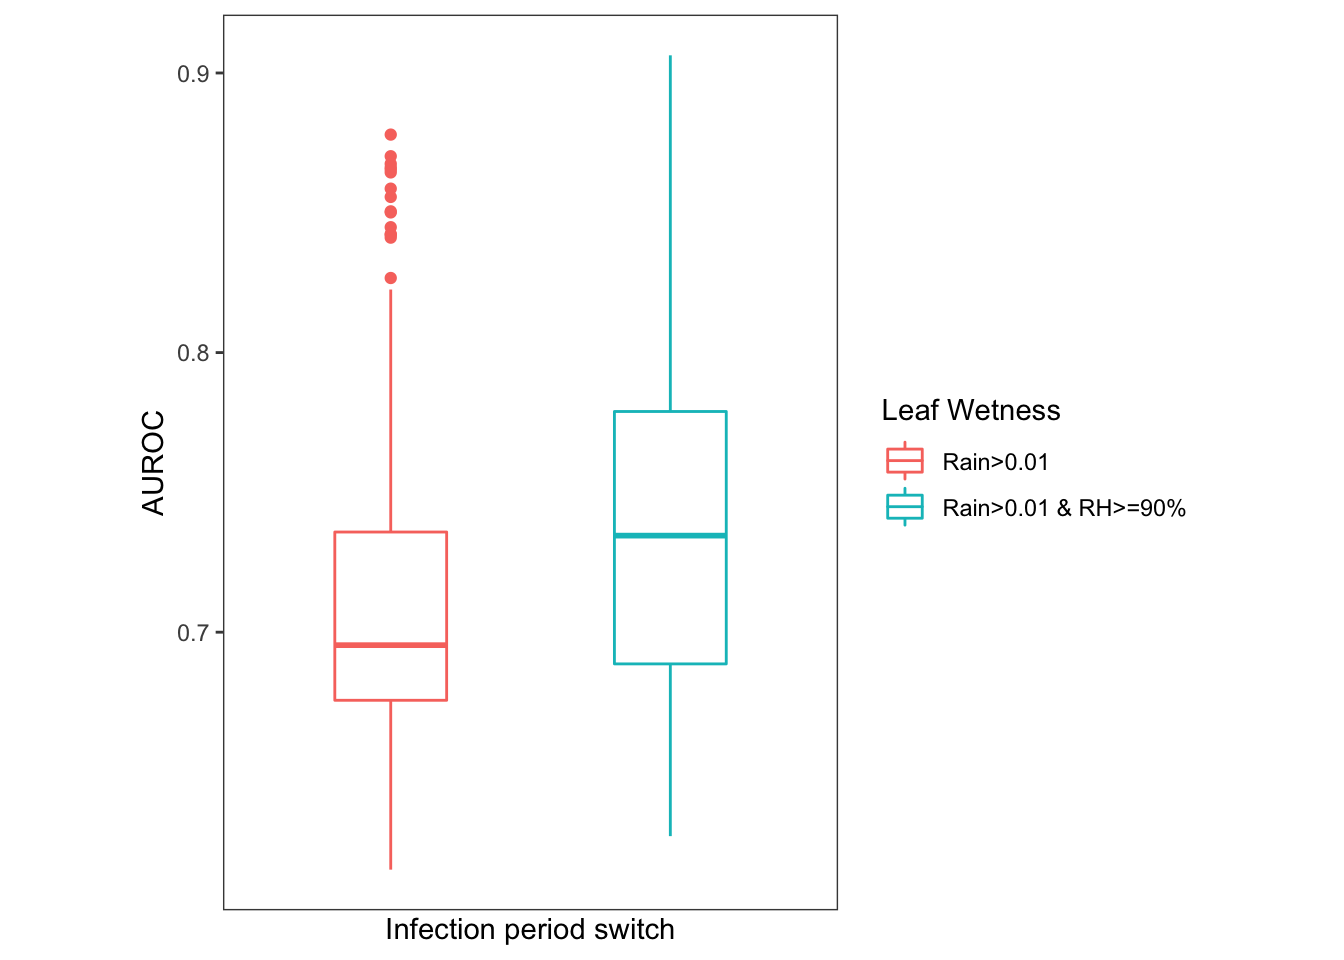 0.9
0.8
0.7
AUROC
Infection period switch
Leaf Wetness
Rain>0.01
Rain>0.01 & RH>=90%